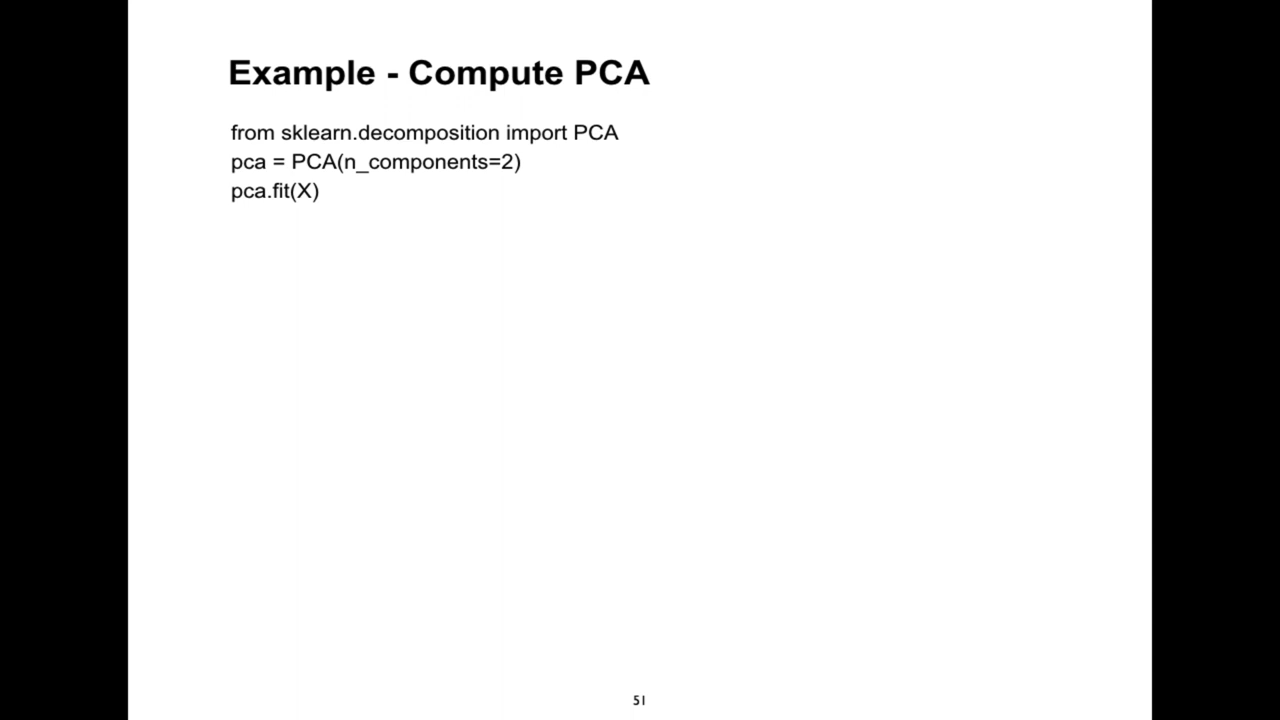 Example - Compute PCA
from sklearn.decomposition import PCA
pca = PCA(n_components=2)
pca.fit(X)
51